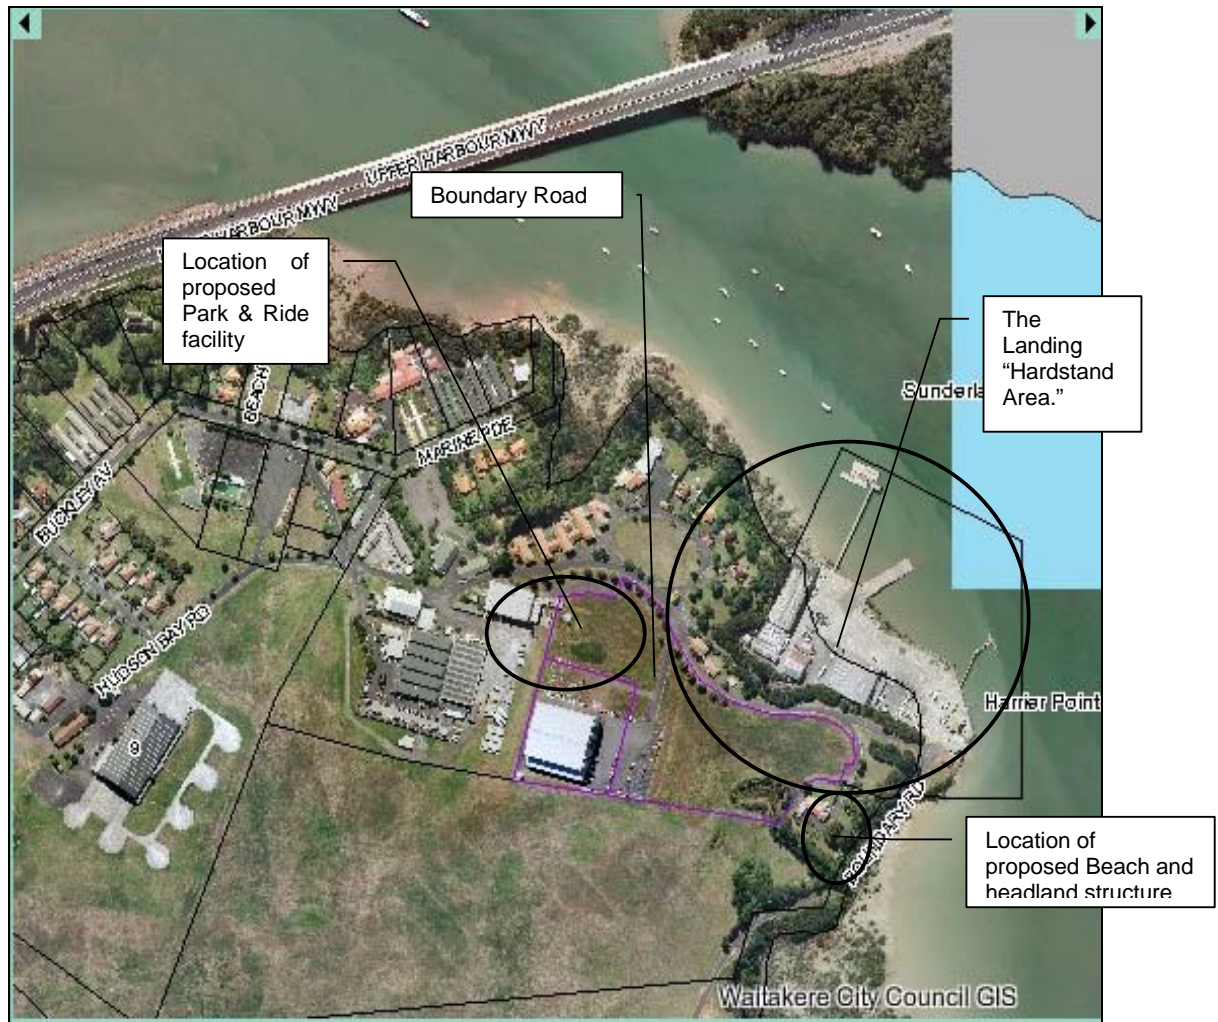 UPPER HARBOUR MWY
HARBOUR MWY
Boundary Road
Location of
proposed
Park & Ride
facility
The
Landing
“Hardstand
Area.”
BEACH
MARINE PDE
BUCKLEY AV
HUDSON BAY RD
9
Harrier Point
BOUNDARY RD
Location of
proposed Beach and
headland structure
Waitakere City Council GIS